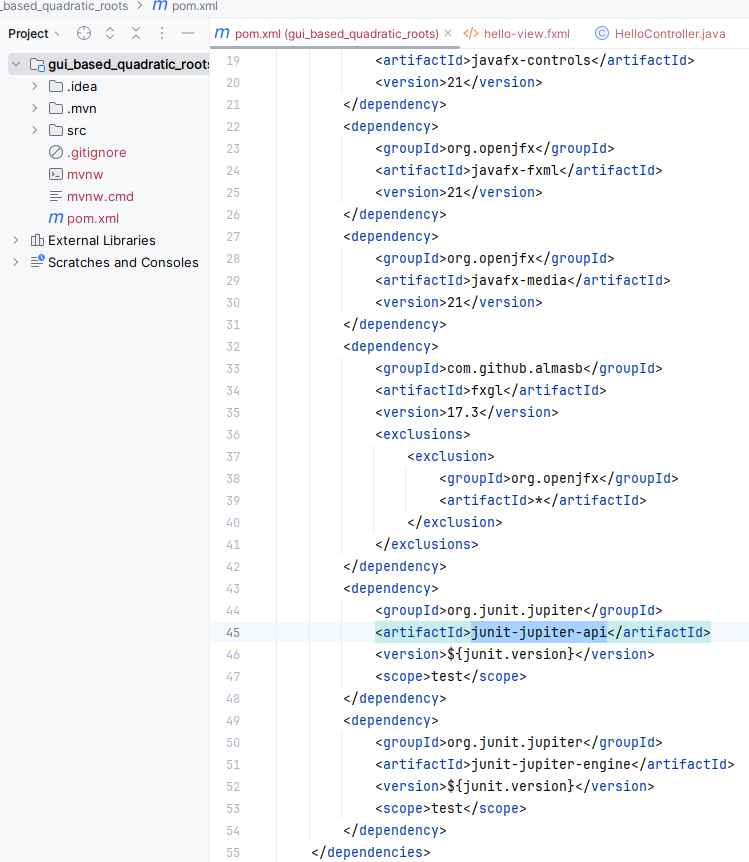 _based_quadratic_roots > m pom.xml
Project
m pom.xml (gui_based_quadratic_roots) ×
</> hello-view.fxml
© HelloController.java
gui_based_quadratic_roots
.idea
.mvn
src
.gitignore
mvnw
mvnw.cmd
m pom.xml
External Libraries
Scratches and Consoles
19 <artifactId>javafx-controls</artifactId>
20 <version>21</version>
21 </dependency>
22 <dependency>
23 <groupId>org.openjfx</groupId>
24 <artifactId>javafx-fxml</artifactId>
25 <version>21</version>
26 </dependency>
27 <dependency>
28 <groupId>org.openjfx</groupId>
29 <artifactId>javafx-media</artifactId>
30 <version>21</version>
31 </dependency>
32 <dependency>
33 <groupId>com.github.almasb</groupId>
34 <artifactId>fxgl</artifactId>
35 <version>17.3</version>
36 <exclusions>
37 <exclusion>
38 <groupId>org.openjfx</groupId>
39 <artifactId>*</artifactId>
40 </exclusion>
41 </exclusions>
42 </dependency>
43 <dependency>
44 <groupId>org.junit.jupiter</groupId>
45 <artifactId>junit-jupiter-api</artifactId>
46 <version>${junit.version}</version>
47 <scope>test</scope>
48 </dependency>
49 <dependency>
50 <groupId>org.junit.jupiter</groupId>
51 <artifactId>junit-jupiter-engine</artifactId>
52 <version>${junit.version}</version>
53 <scope>test</scope>
54 </dependency>
55 </dependencies>